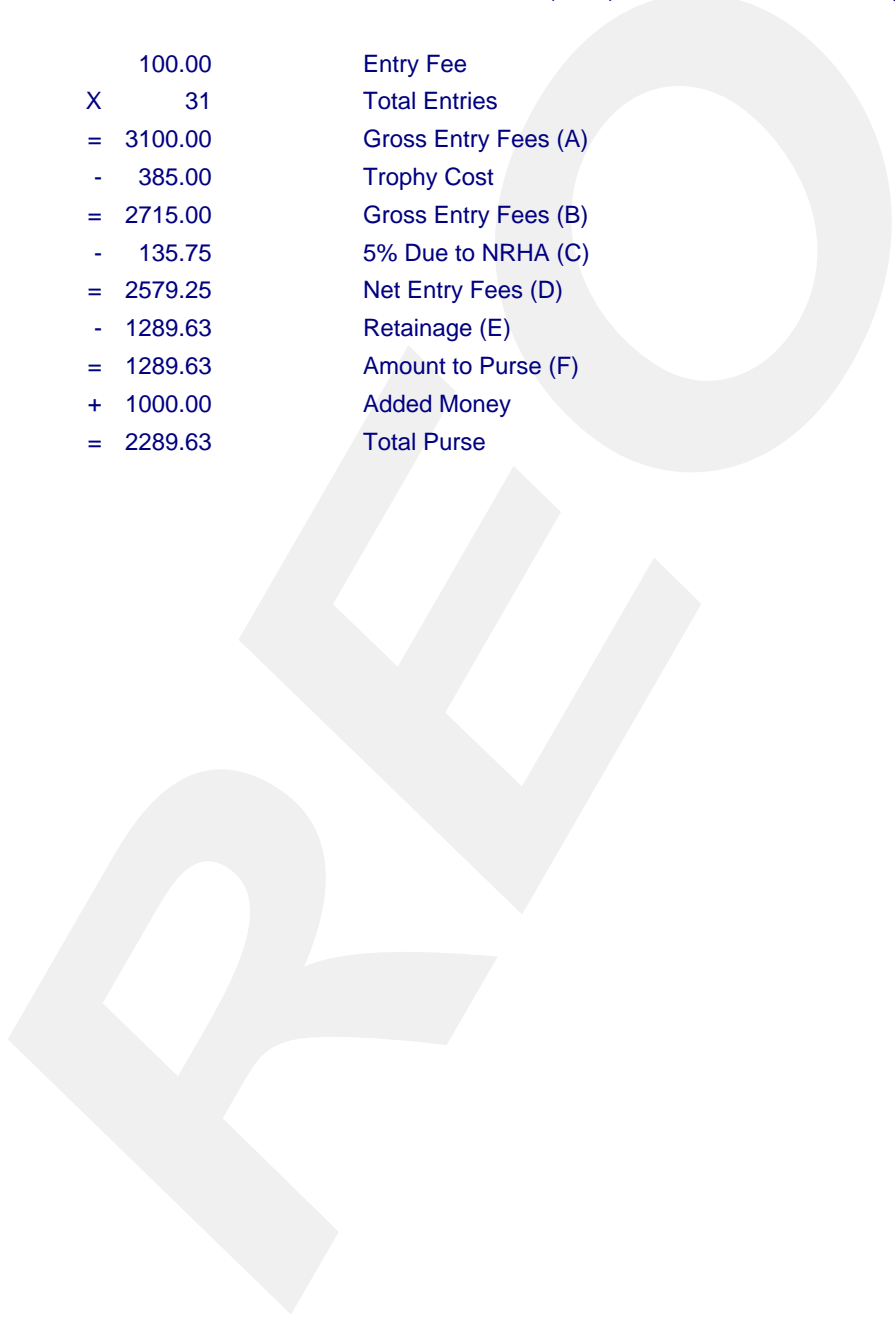 100.00 Entry Fee
X 31 Total Entries
= 3100.00 Gross Entry Fees (A)
- 385.00 Trophy Cost
= 2715.00 Gross Entry Fees (B)
- 135.75 5% Due to NRHA (C)
= 2579.25 Net Entry Fees (D)
- 1289.63 Retainage (E)
= 1289.63 Amount to Purse (F)
+ 1000.00 Added Money
= 2289.63 Total Purse
REO